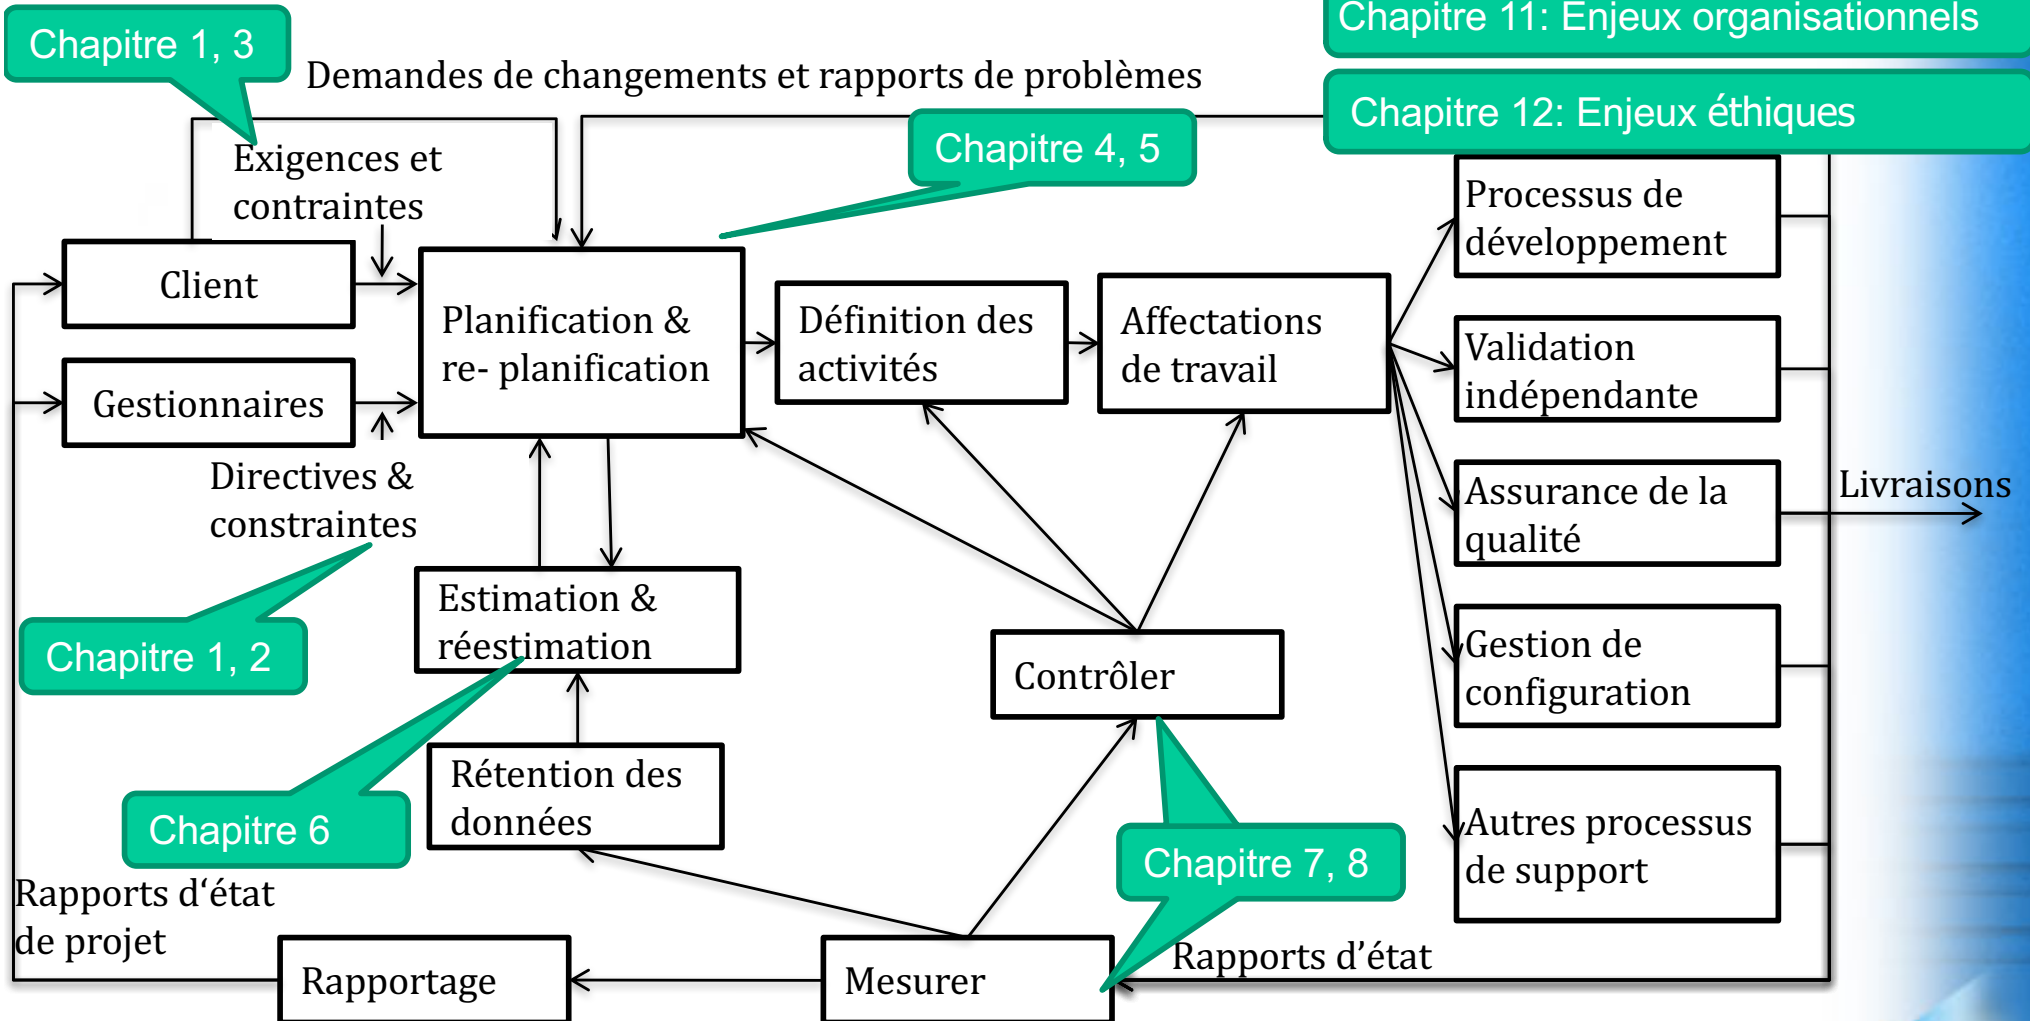 Chapitre 11: Enjeux organisationnels
Chapitre 1, 3
Demandes de changements et rapports de problèmes
Chapitre 12: Enjeux éthiques
Chapitre 4, 5
Exigences et
contraintes
Processus de
développement
Client
Planification &
re- planification
Définition des
activités
Affectations
de travail
Validation
indépendante
Gestionnaires
Directives &
constraintes
Assurance de la
qualité
Livraisons
Estimation &
réestimation
Chapitre 1, 2
Contrôler
Gestion de
configuration
Rétention des
données
Chapitre 6
Chapitre 7, 8
Autres processus
de support
Rapports d‘état
de projet
Rapportage
Mesurer
Rapports d’état